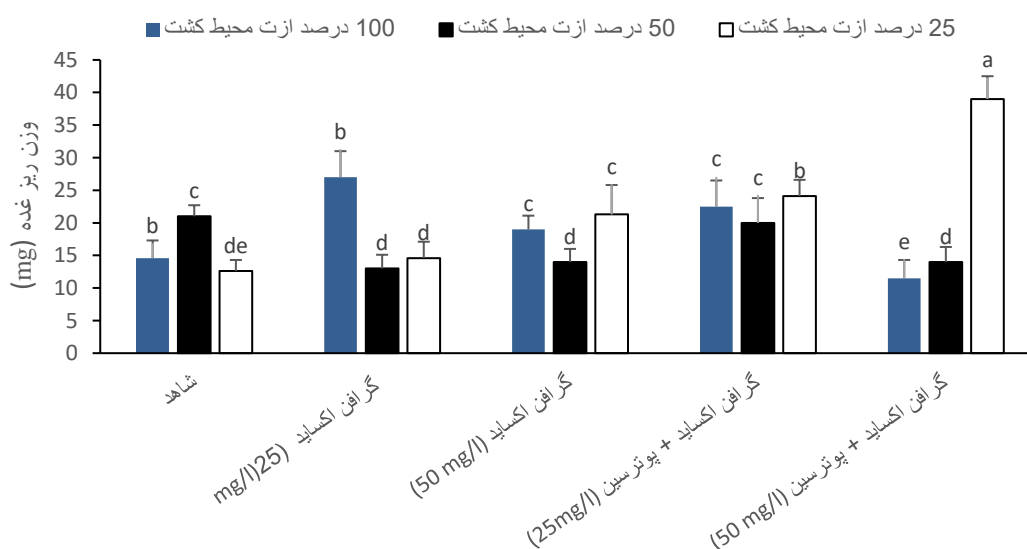 100 درصد ازت محیط کشت
50 درصد ازت محیط کشت
25 درصد ازت محیط کشت
وزن ریز غده (mg)
45
40
35
30
25
20
15
10
5
0
b
c
de
b
d
d
c
d
c
c
c
b
e
d
a
شاهد
گرافن اکساید (25(mg/l
گرافن اکساید (50 mg/l)
گرافن اکساید + پوترسین (25mg/l)
گرافن اکساید + پوترسین (50 mg/l)